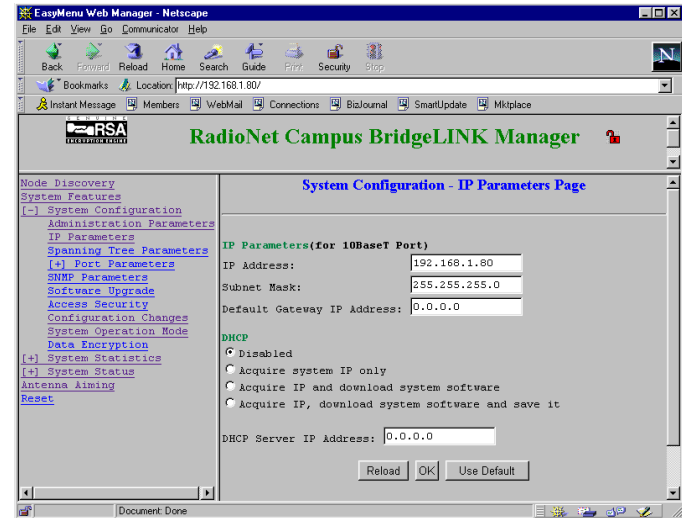 EasyMenu Web Manager - Netscape
File Edit View Go Communicator Help
Back Forward Reload Home Search Guide Print Security Stop
N
Bookmarks Location: http://192.168.1.80/
Instant Message Members WebMail Connections BizJournal SmartUpdate Mktplace
GENUINE
RSA
ENCRYPTION ENGINE
RadioNet Campus BridgeLINK Manager
Node Discovery
System Features
[-] System Configuration
Administration Parameters
IP Parameters
Spanning Tree Parameters
[+] Port Parameters
SNMP Parameters
Software Upgrade
Access Security
Configuration Changes
System Operation Mode
Data Encryption
[+] System Statistics
[+] System Status
Antenna Aiming
Reset
System Configuration - IP Parameters Page
IP Parameters(for 10BaseT Port)
IP Address: 192.168.1.80
Subnet Mask: 255.255.255.0
Default Gateway IP Address: 0.0.0.0
DHCP
Disabled
Acquire system IP only
Acquire IP and download system software
Acquire IP, download system software and save it
DHCP Server IP Address: 0.0.0.0
Reload OK Use Default
Document: Done